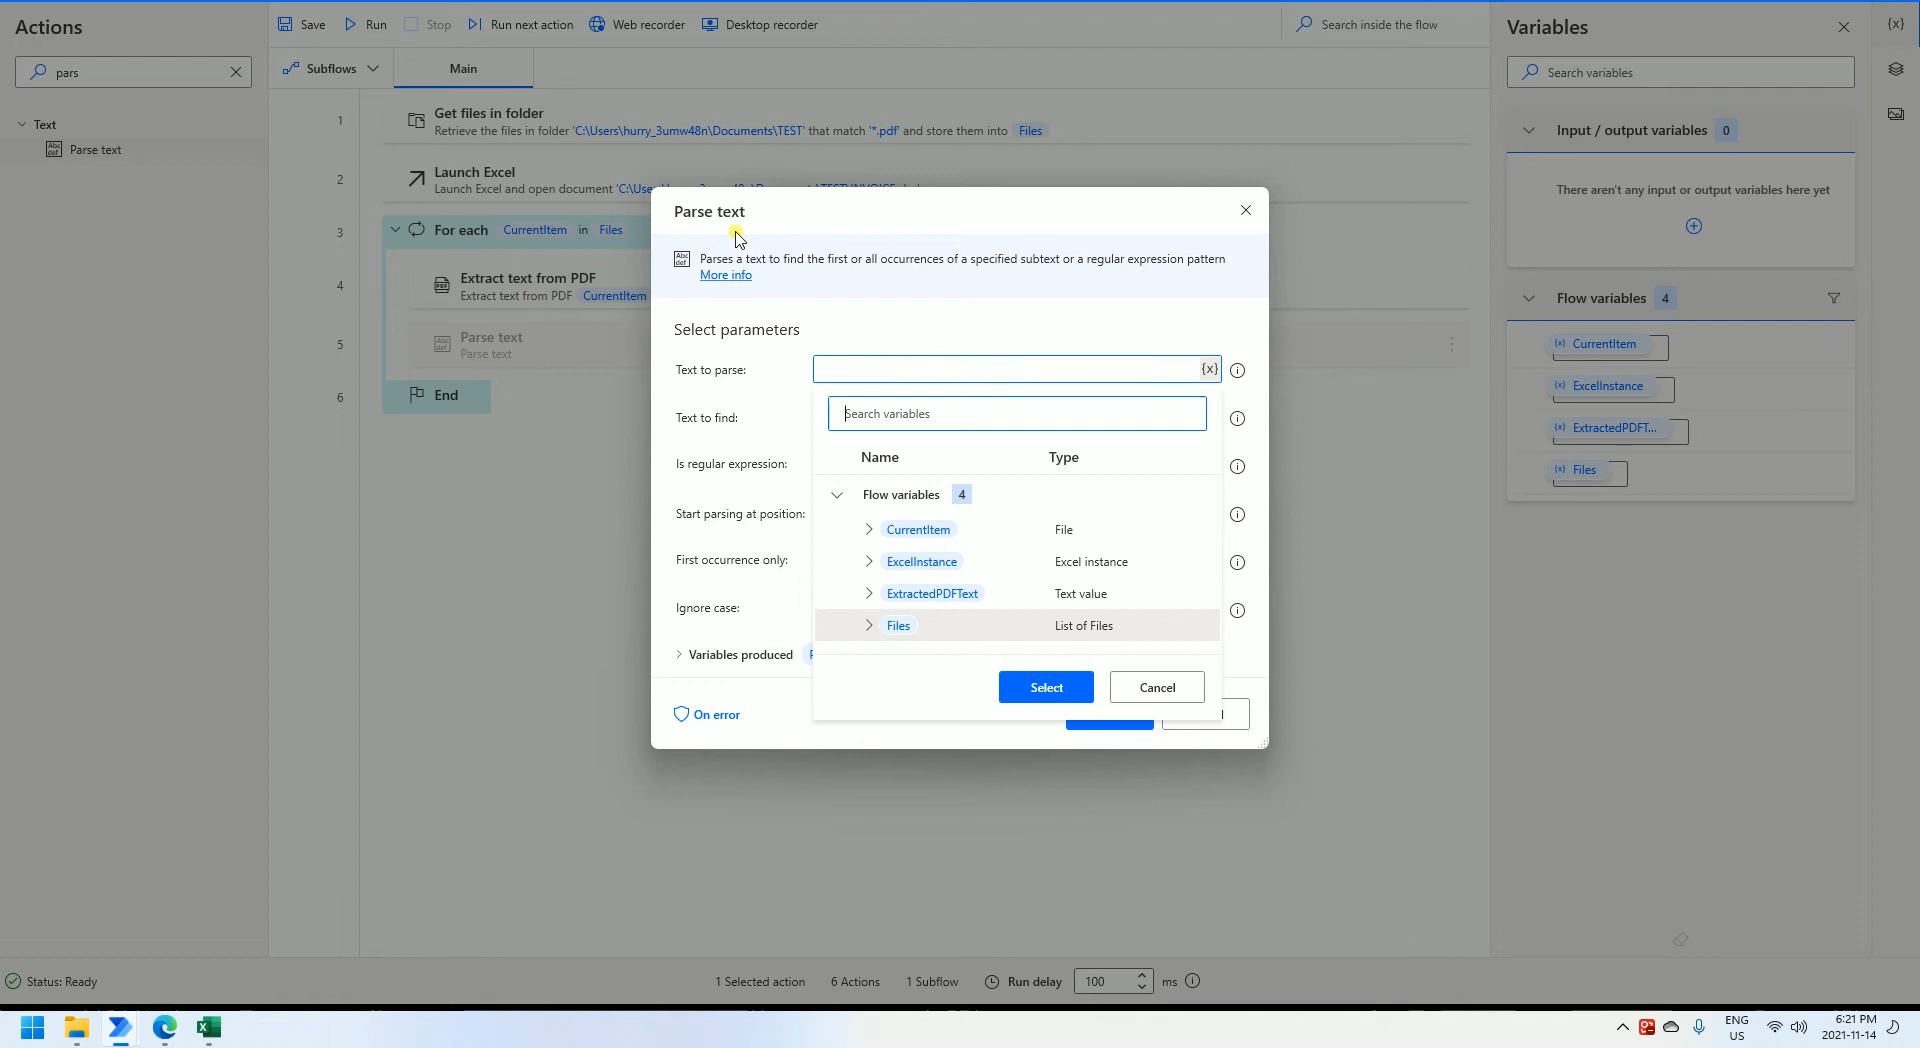 Actions
pars
Text
Parse text
Save
Run
Stop
Run next action
Web recorder
Desktop recorder
Search inside the flow
Subflows
Main
1
Get files in folder
Retrieve the files in folder 'C:\Users\hurry_3umw48n\Documents\TEST' that match '*.pdf' and store them into Files
2
Launch Excel
Launch Excel and open document
3
For each CurrentItem in Files
4
Extract text from PDF
Extract text from PDF CurrentItem
5
Parse text
Parse text
6
End
Parse text
Parses a text to find the first or all occurrences of a specified subtext or a regular expression pattern
More info
Select parameters
Text to parse:
{x}
Text to find:
Is regular expression:
Start parsing at position:
First occurrence only:
Ignore case:
Variables produced
On error
Search variables
Name Type
Flow variables 4
CurrentItem File
ExcelInstance Excel instance
ExtractedPDFText Text value
Files List of Files
Select
Cancel
Variables
{x}
Search variables
Input / output variables 0
There aren't any input or output variables here yet
Flow variables 4
(x) CurrentItem
(x) ExcelInstance
(x) ExtractedPDFT...
(x) Files
Status: Ready
1 Selected action
6 Actions
1 Subflow
Run delay
100
ms
ENG
US
6:21 PM
2021-11-14